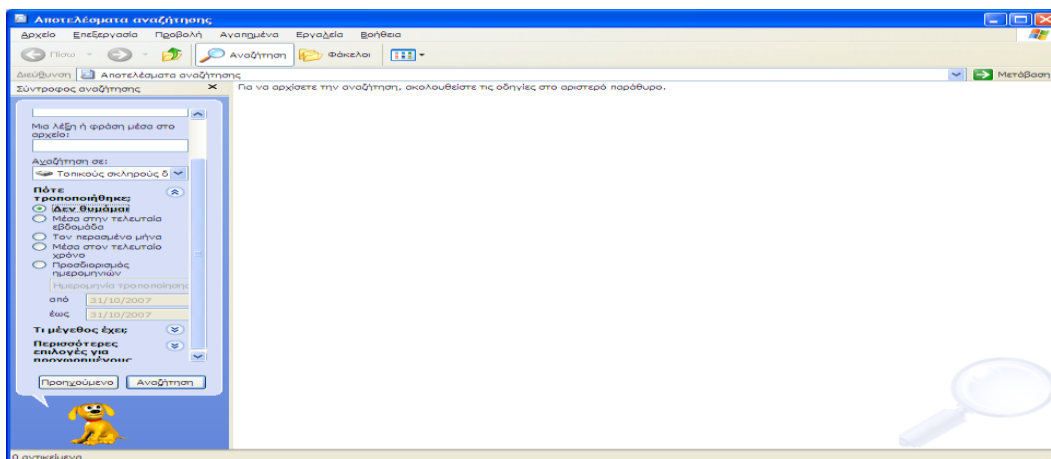 Αποτελέσματα αναζήτησης
Αρχείο Επεξεργασία Προβολή Αγαπημένα Εργαλεία Βοήθεια
Πίσω Αναζήτηση Φάκελοι
Διεύθυνση Αποτελέσματα αναζήτησης Μετάβαση
Σύντροφος αναζήτησης
Για να αρχίσετε την αναζήτηση, ακολουθείστε τις οδηγίες στο αριστερό παράθυρο.
Μια λέξη ή φράση μέσα στο
αρχείο:
Αναζήτηση σε:
Τοπικούς σκληρούς δ
Πότε
τροποποιήθηκε;
Δεν θυμάμαι
Μέσα στην τελευταία
εβδομάδα
Τον περασμένο μήνα
Μέσα στον τελευταίο
χρόνο
Προσδιορισμός
ημερομηνιών
Ημερομηνία τροποποίησης
από 31/10/2007
έως 31/10/2007
Τι μέγεθος έχει;
Περισσότερες
επιλογές για
προχωρημένους
Προηγούμενο Αναζήτηση
0 αντικείμενα